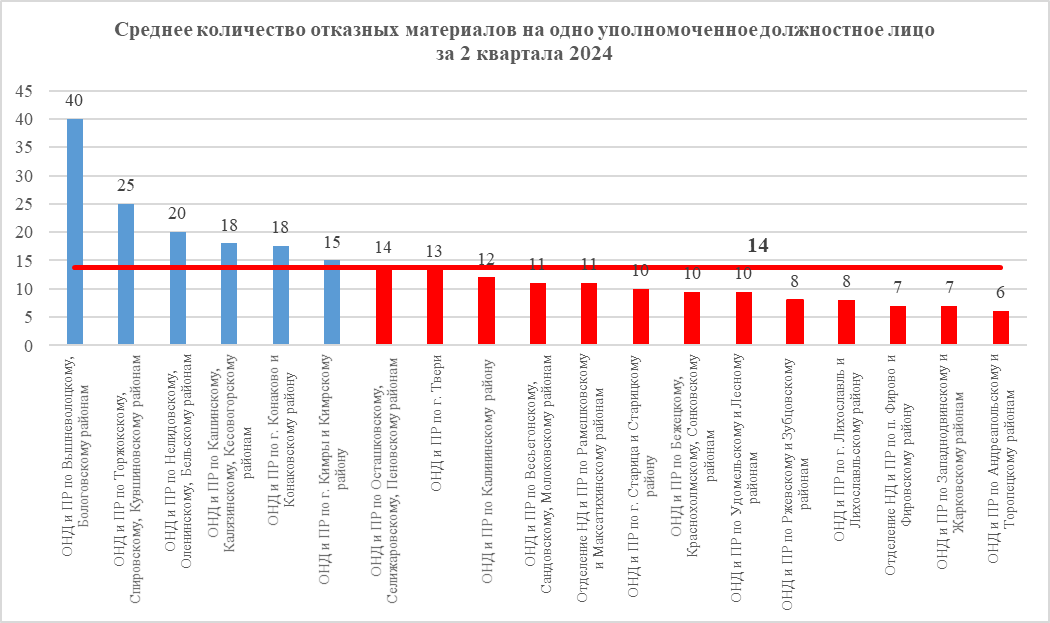 Среднее количество отказных материалов на одно уполномоченное должностное лицо
за 2 квартала 2024
45
40
35
30
25
20
15
10
5
0
40
25
20
18
18
15
14
13
12
11
11
10
10
10
8
8
7
7
6
14
ОНД и ПР по Вышневолоцкому,
Бологовскому районам
ОНД и ПР по Торжокскому,
Спировскому, Кувшиновскому районам
ОНД и ПР по Нелидовскому,
Оленинскому, Бельскому районам
ОНД и ПР по Кашинскому,
Калязинскому, Кесовогорскому
районам
ОНД и ПР по г. Конаково и
Конаковскому району
ОНД и ПР по г. Кимры и Кимрскому
району
ОНД и ПР по Осташковскому,
Селижаровскому, Пеновскому районам
ОНД и ПР по г. Твери
ОНД и ПР по Калининскому району
ОНД и ПР по Весьегонскому,
Сандовскому, Молоковскому районам
Отделение НД и ПР по Рамешковскому
и Максатихинскому районам
ОНД и ПР по г. Старица и Старицкому
району
ОНД и ПР по Бежецкому,
Краснохолмскому, Сонковскому
районам
ОНД и ПР по Удомельскому и Лесному
районам
ОНД и ПР по Ржевскому и Зубцовскому
районам
ОНД и ПР по г. Лихославль и
Лихославльскому району
Отделение НД и ПР по п. Фирово и
Фировскому району
ОНД и ПР по Западнодвинскому и
Жарковскому районам
ОНД и ПР по Андреапольскому и
Торопецкому районам